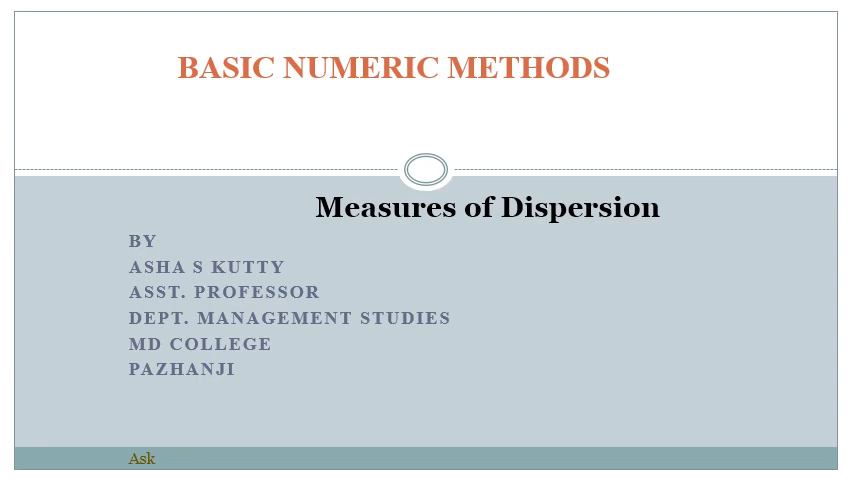 BASIC NUMERIC METHODS
Measures of Dispersion
BY
ASHA S KUTTY
ASST. PROFESSOR
DEPT. MANAGEMENT STUDIES
MD COLLEGE
PAZHANJI
Ask